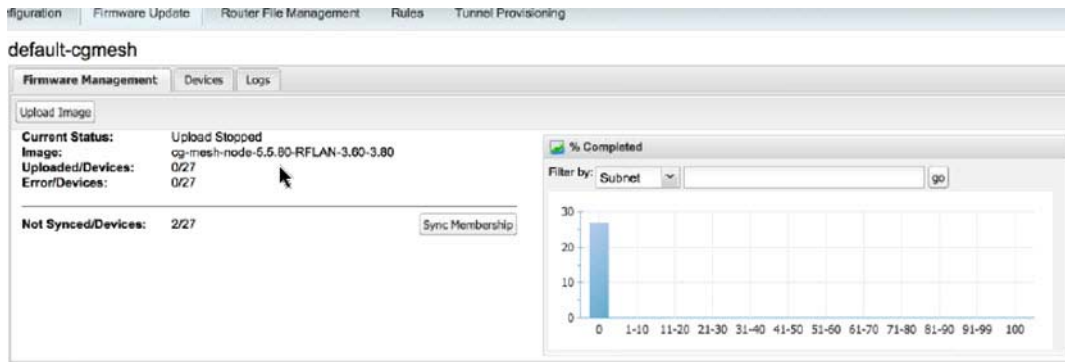 figuration Firmware Update Router File Management Rules Tunnel Provisioning
default-cgmesh
Firmware Management Devices Logs
Upload Image
Current Status: Upload Stopped
Image: cg-mesh-node-5.5.80-RFLAN-3.60-3.80
Uploaded/Devices: 0/27
Error/Devices: 0/27
Not Synced/Devices: 2/27 Sync Membership
% Completed
Filter by: Subnet go
30
20
10
0
0 1-10 11-20 21-30 31-40 41-50 51-60 61-70 71-80 81-90 91-99 100